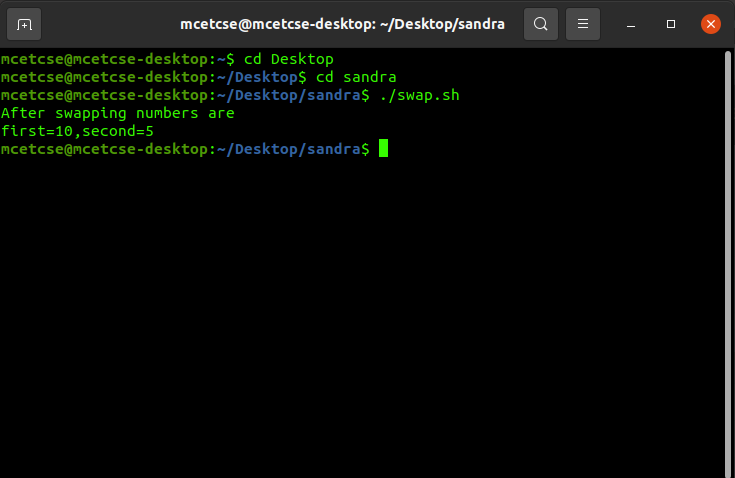 mcetcse@mcetcse-desktop: ~/Desktop/sandra
mcetcse@mcetcse-desktop:~$ cd Desktop
mcetcse@mcetcse-desktop:~/Desktop$ cd sandra
mcetcse@mcetcse-desktop:~/Desktop/sandra$ ./swap.sh
After swapping numbers are
first=10,second=5
mcetcse@mcetcse-desktop:~/Desktop/sandra$